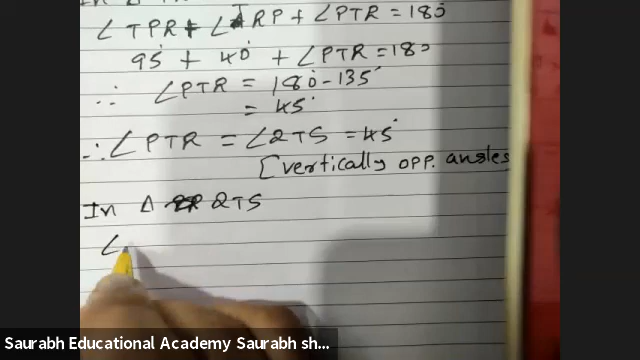 ∠TPR + ∠TRP + ∠PTR = 180°
95° + 40° + ∠PTR = 180
∴ ∠PTR = 180° - 135°
= 45°
∴ ∠PTR = ∠QTS = 45°
[vertically opp. angles
In Δ QTS
∠
Saurabh Educational Academy Saurabh sh...